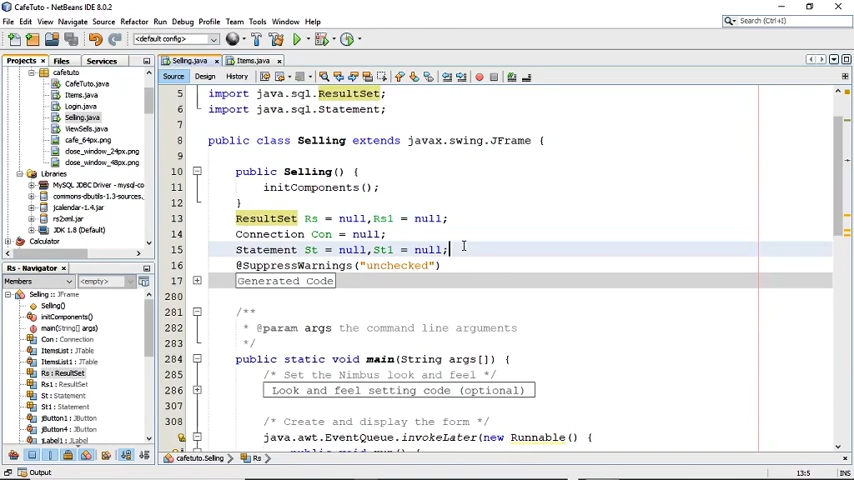 CafeTuto - NetBeans IDE 8.0.2
File Edit View Navigate Source Refactor Run Debug Profile Team Tools Window Help
Search (Ctrl+I)
<default config>
Projects Files Services
Selling.java Items.java
Source Design History
cafetuto
CafeTuto.java
Items.java
Login.java
Selling.java
ViewSells.java
cafe_64px.png
close_window_24px.png
close_window_48px.png
Libraries
MySQL JDBC Driver - mysql-co
commons-dbutils-1.3-sources.
jcalendar-1.4.jar
rs2xml.jar
JDK 1.8 (Default)
Calculator
Rs - Navigator
Members <empty>
Selling :: JFrame
Selling()
initComponents()
main(String[] args)
Con : Connection
ItemsList : JTable
ItemsList1 : JTable
Rs : ResultSet
Rs1 : ResultSet
St : Statement
St1 : Statement
jButton1 : JButton
jButton4 : JButton
jLabel1 : JLabel
5 import java.sql.ResultSet;
6 import java.sql.Statement;
7
8 public class Selling extends javax.swing.JFrame {
9
10 public Selling() {
11 initComponents();
12 }
13 ResultSet Rs = null,Rs1 = null;
14 Connection Con = null;
15 Statement St = null,St1 = null;
16 @SuppressWarnings("unchecked")
17 Generated Code
280
281 /**
282 * @param args the command line arguments
283 */
284 public static void main(String args[]) {
285 /* Set the Nimbus look and feel */
286 Look and feel setting code (optional)
307
308 /* Create and display the form */
java.awt.EventQueue.invokeLater(new Runnable() {
public void run() {
cafetuto.Selling Rs
Output
13:5 INS